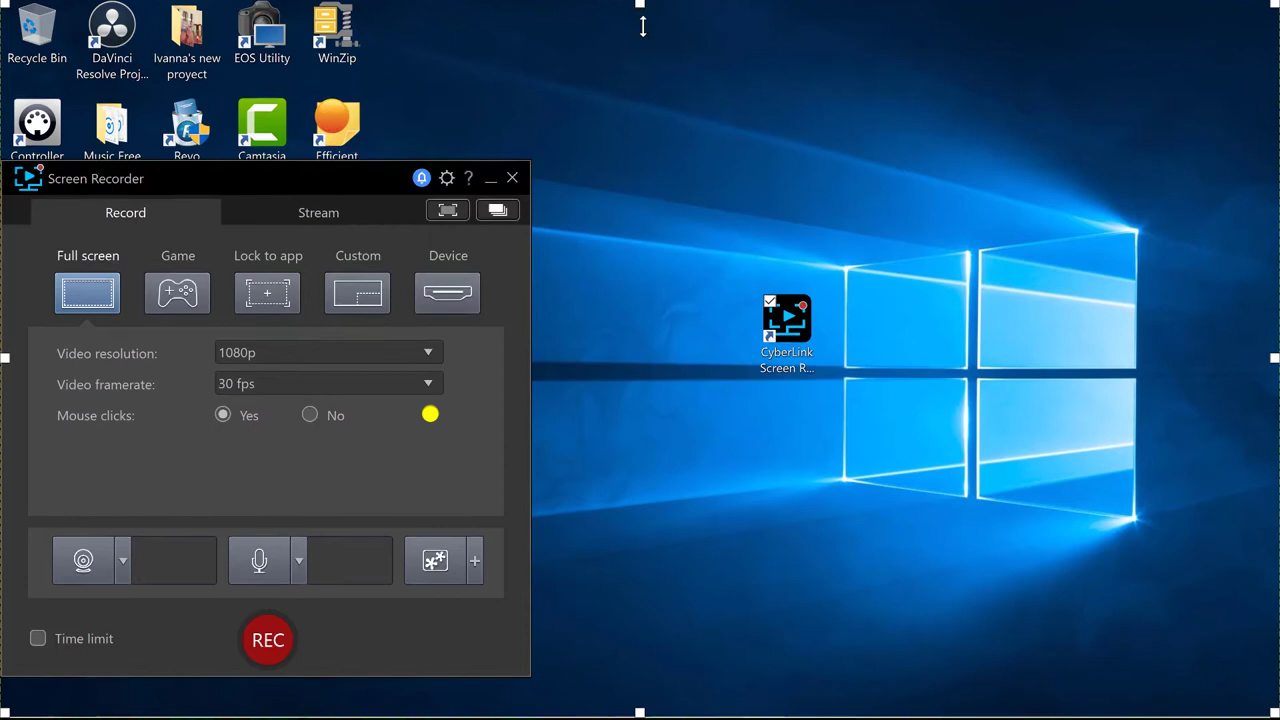 Recycle Bin
DaVinci
Resolve Proj...
Ivanna's new
proyect
EOS Utility
WinZip
Controller
Music Free
Revo
Camtasia
Efficient
Screen Recorder
?
Record
Stream
Full screen
Game
Lock to app
Custom
Device
Video resolution:
1080p
Video framerate:
30 fps
Mouse clicks:
Yes
No
Time limit
REC
CyberLink
Screen R...